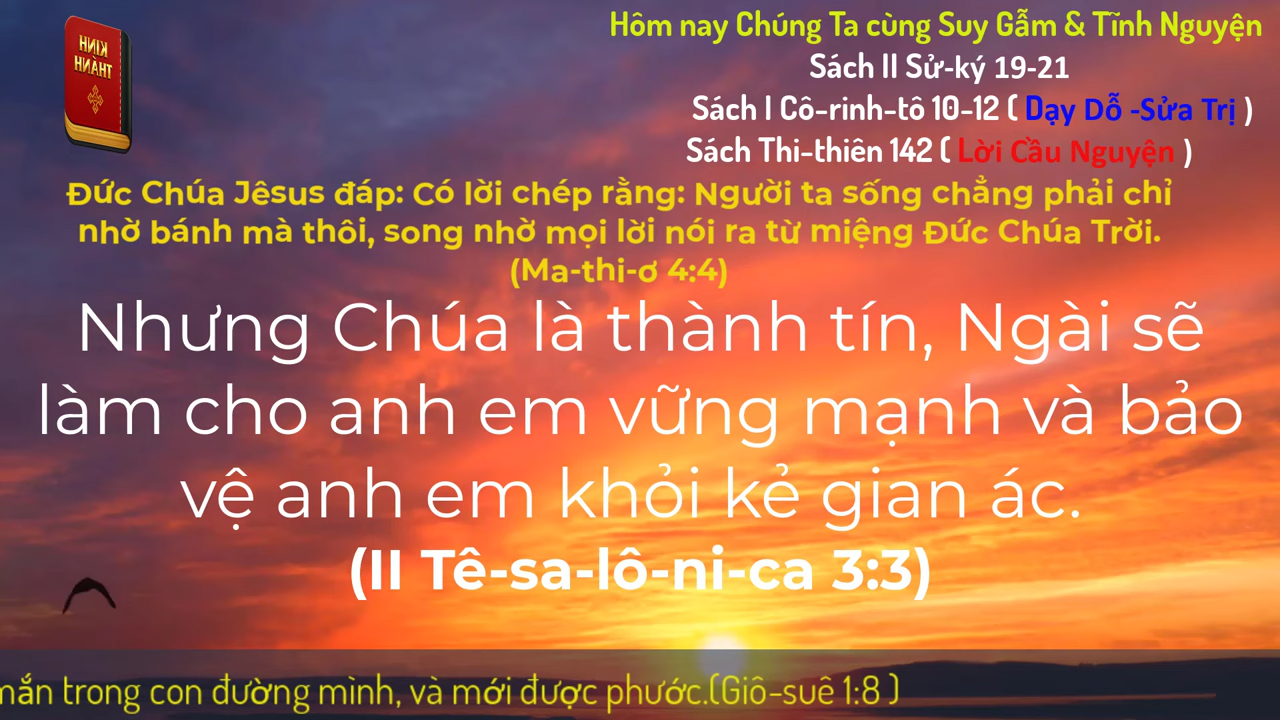 KINH
THÀNH
Hôm nay Chúng Ta cùng Suy Gẫm & Tĩnh Nguyện
Sách II Sử-ký 19-21
Sách I Cô-rinh-tô 10-12 ( Dạy Dỗ -Sửa Trị )
Sách Thi-thiên 142 ( Lời Cầu Nguyện )
Đức Chúa Jêsus đáp: Có lời chép rằng: Người ta sống chẳng phải chỉ
nhờ bánh mà thôi, song nhờ mọi lời nói ra từ miệng Đức Chúa Trời.
(Ma-thi-ơ 4:4)
Nhưng Chúa là thành tín, Ngài sẽ
làm cho anh em vững mạnh và bảo
vệ anh em khỏi kẻ gian ác.
(II Tê-sa-lô-ni-ca 3:3)
trong con đường mình, và mới được phước.(Giô-suê 1:8 )